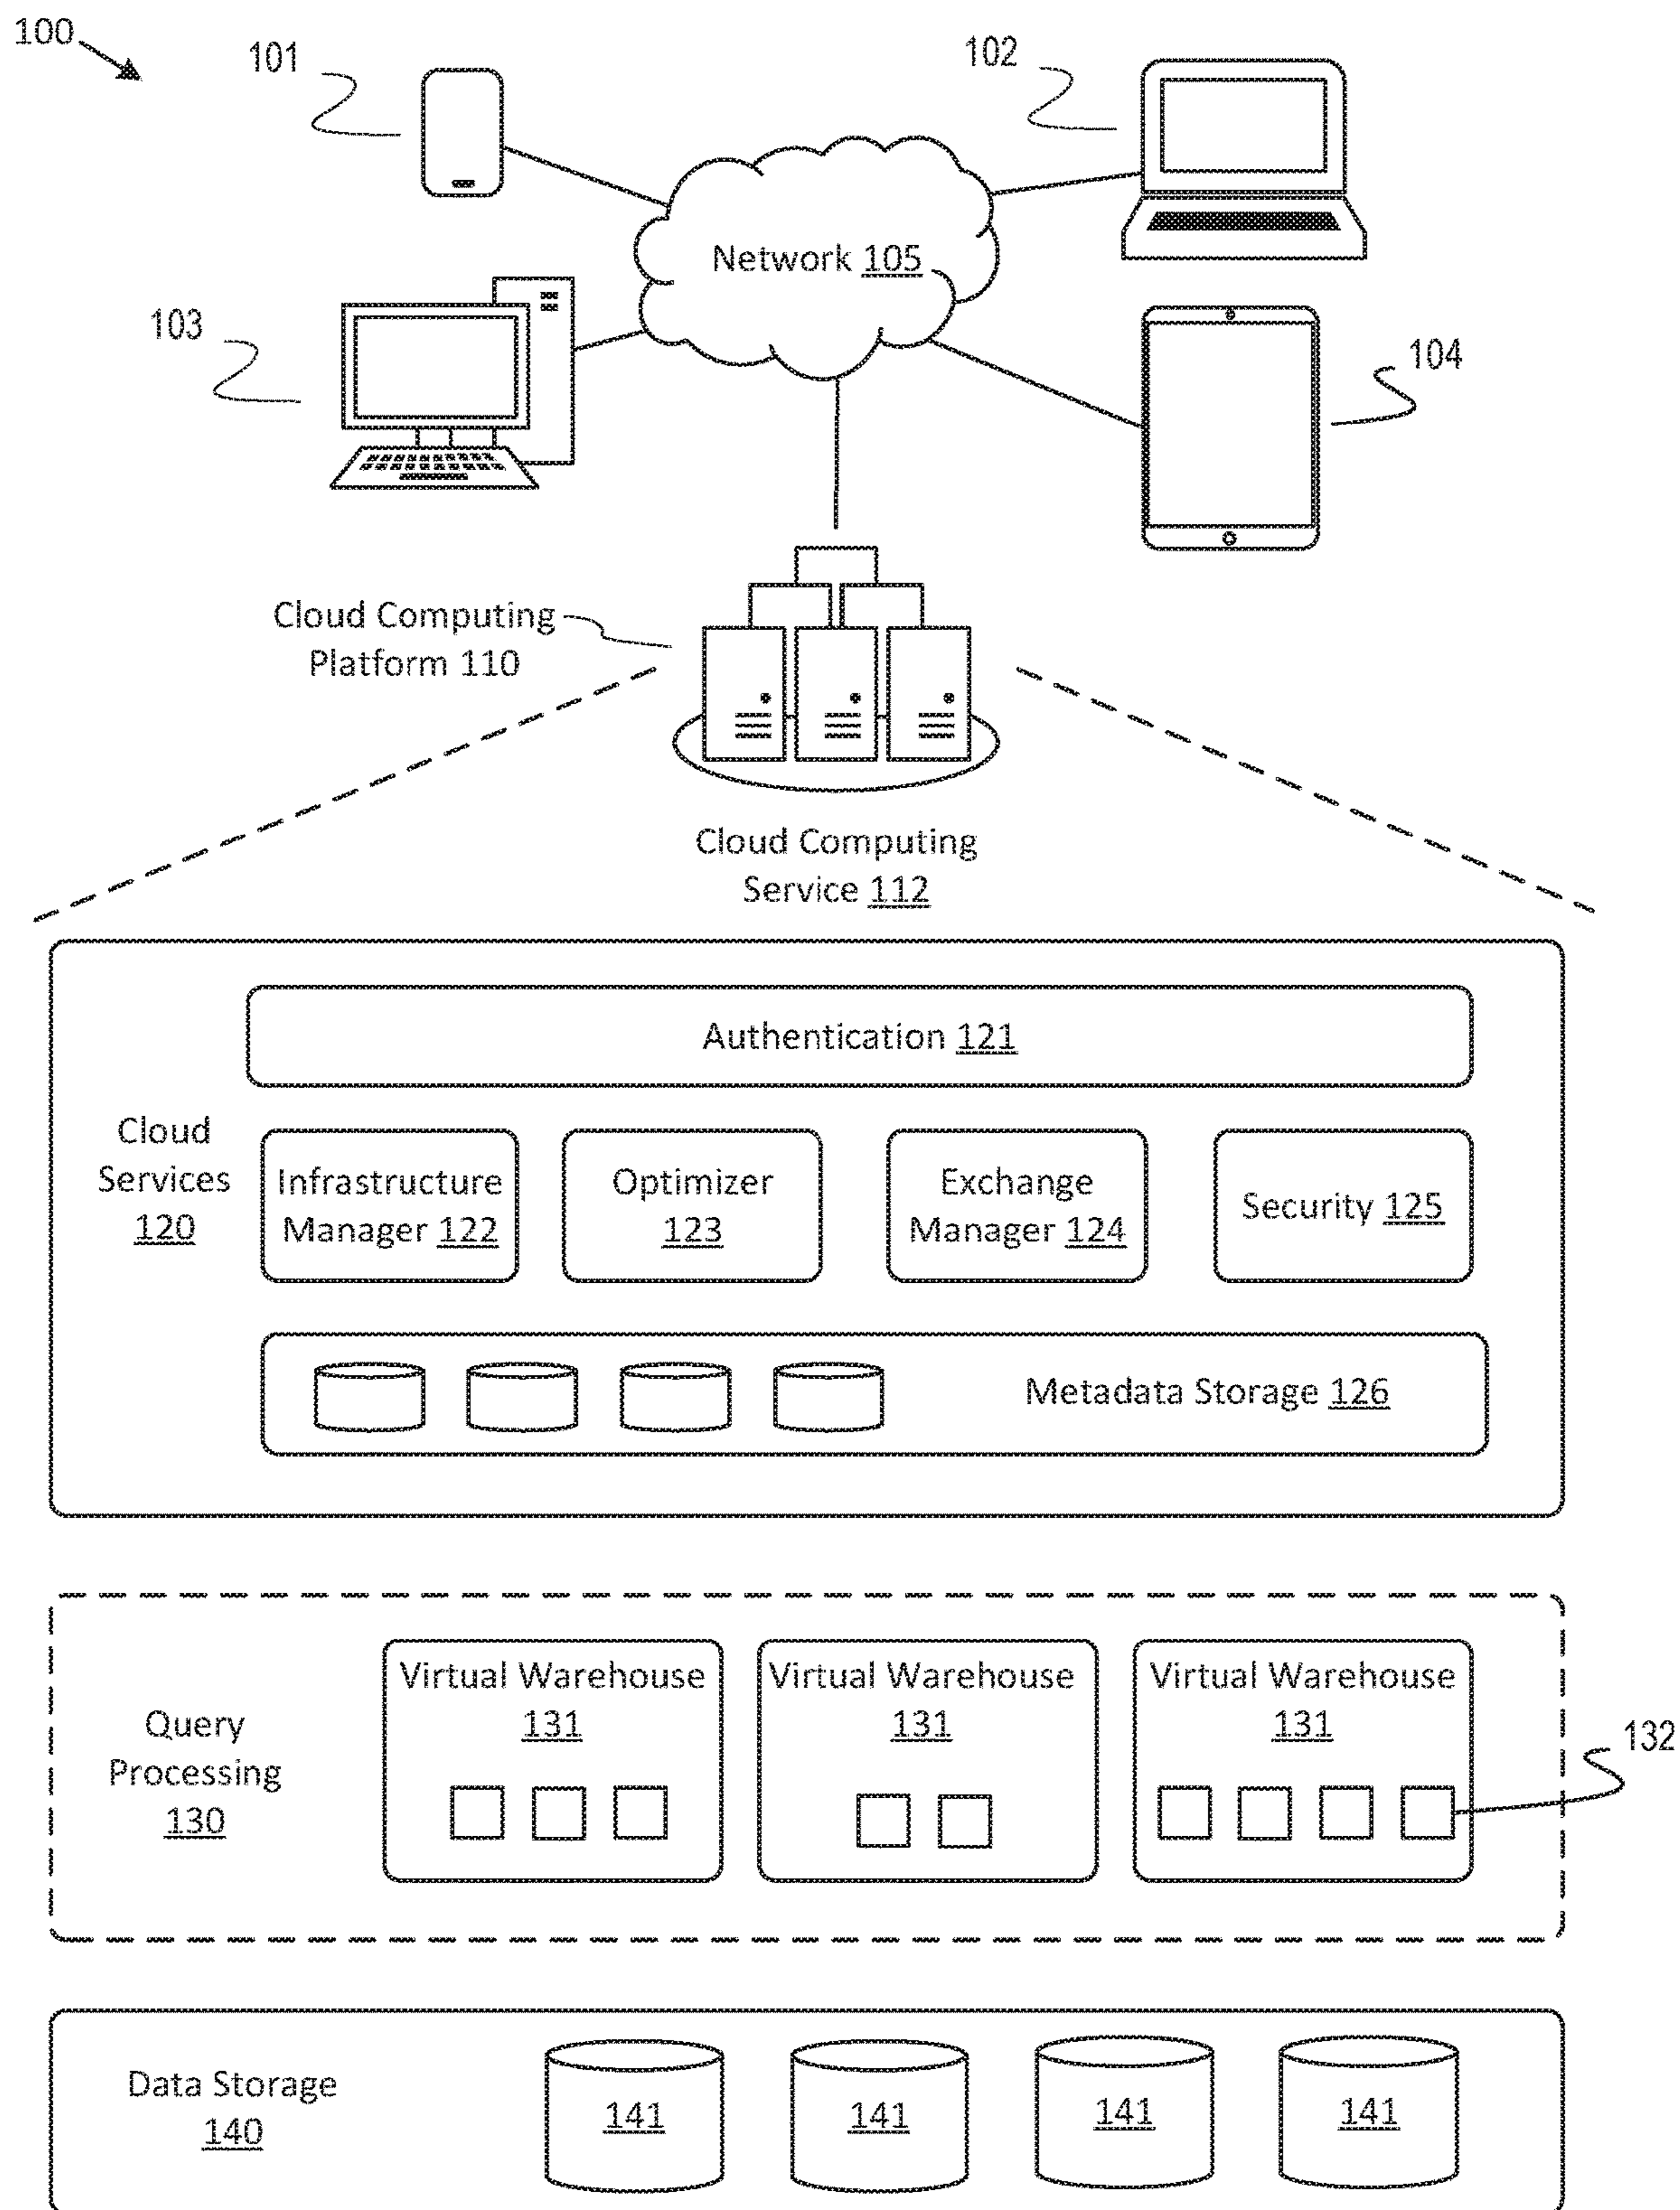 100
101
102
Network 105
103
104
Cloud Computing
Platform 110
Cloud Computing
Service 112
Authentication 121
Cloud
Services
120
Infrastructure
Manager 122
Optimizer
123
Exchange
Manager 124
Security 125
Metadata Storage 126
Query
Processing
130
Virtual Warehouse
131
Virtual Warehouse
131
Virtual Warehouse
131
132
Data Storage
140
141
141
141
141